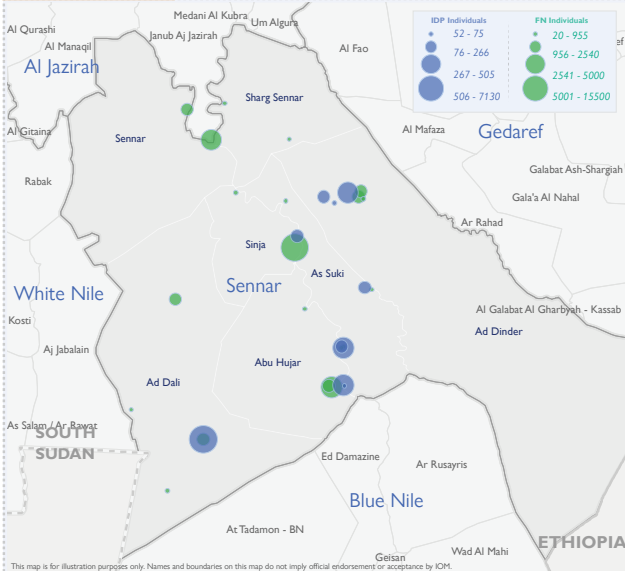 Medani Al Kubra
Um Algura
Al Qurashi
Janub Aj Jazirah
Al Manaqil
Al Fao
Al Jazirah
IDP Individuals
52 - 75
76 - 266
267 - 505
506 - 7130
FN Individuals
20 - 955
956 - 2540
2541 - 5000
5001 - 15500
ef
Sharg Sennar
Al Gitaina
Sennar
Al Mafaza
Gedaref
Rabak
Galabat Ash-Shargiah
Gala'a Al Nahal
Ar Rahad
Sinja
As Suki
Sennar
White Nile
Al Galabat Al Gharbyah - Kassab
Kosti
Ad Dinder
Aj Jabalain
Abu Hujar
Ad Dali
As Salam / Ar Rawat
SOUTH
SUDAN
Ed Damazine
Ar Rusayris
Blue Nile
At Tadamon - BN
ETHIOPIA
Wad Al Mahi
Geisan
This map is for illustration purposes only. Names and boundaries on this map do not imply official endorsement or acceptance by IOM.